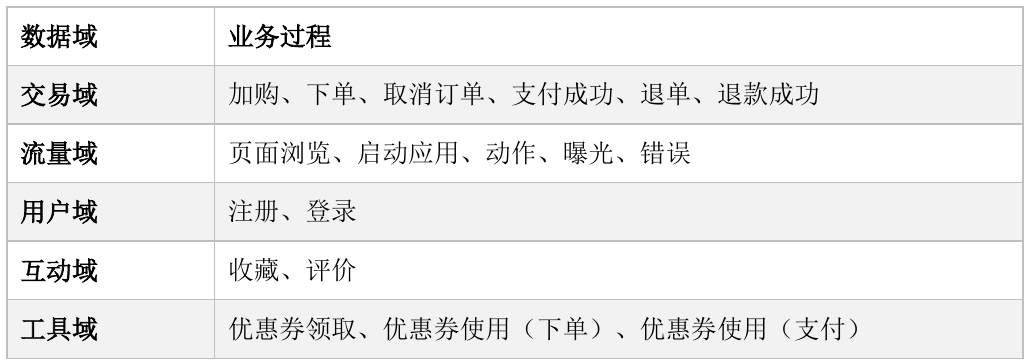 数据域 业务过程
交易域 加购、下单、取消订单、支付成功、退单、退款成功
流量域 页面浏览、启动应用、动作、曝光、错误
用户域 注册、登录
互动域 收藏、评价
工具域 优惠券领取、优惠券使用（下单）、优惠券使用（支付）